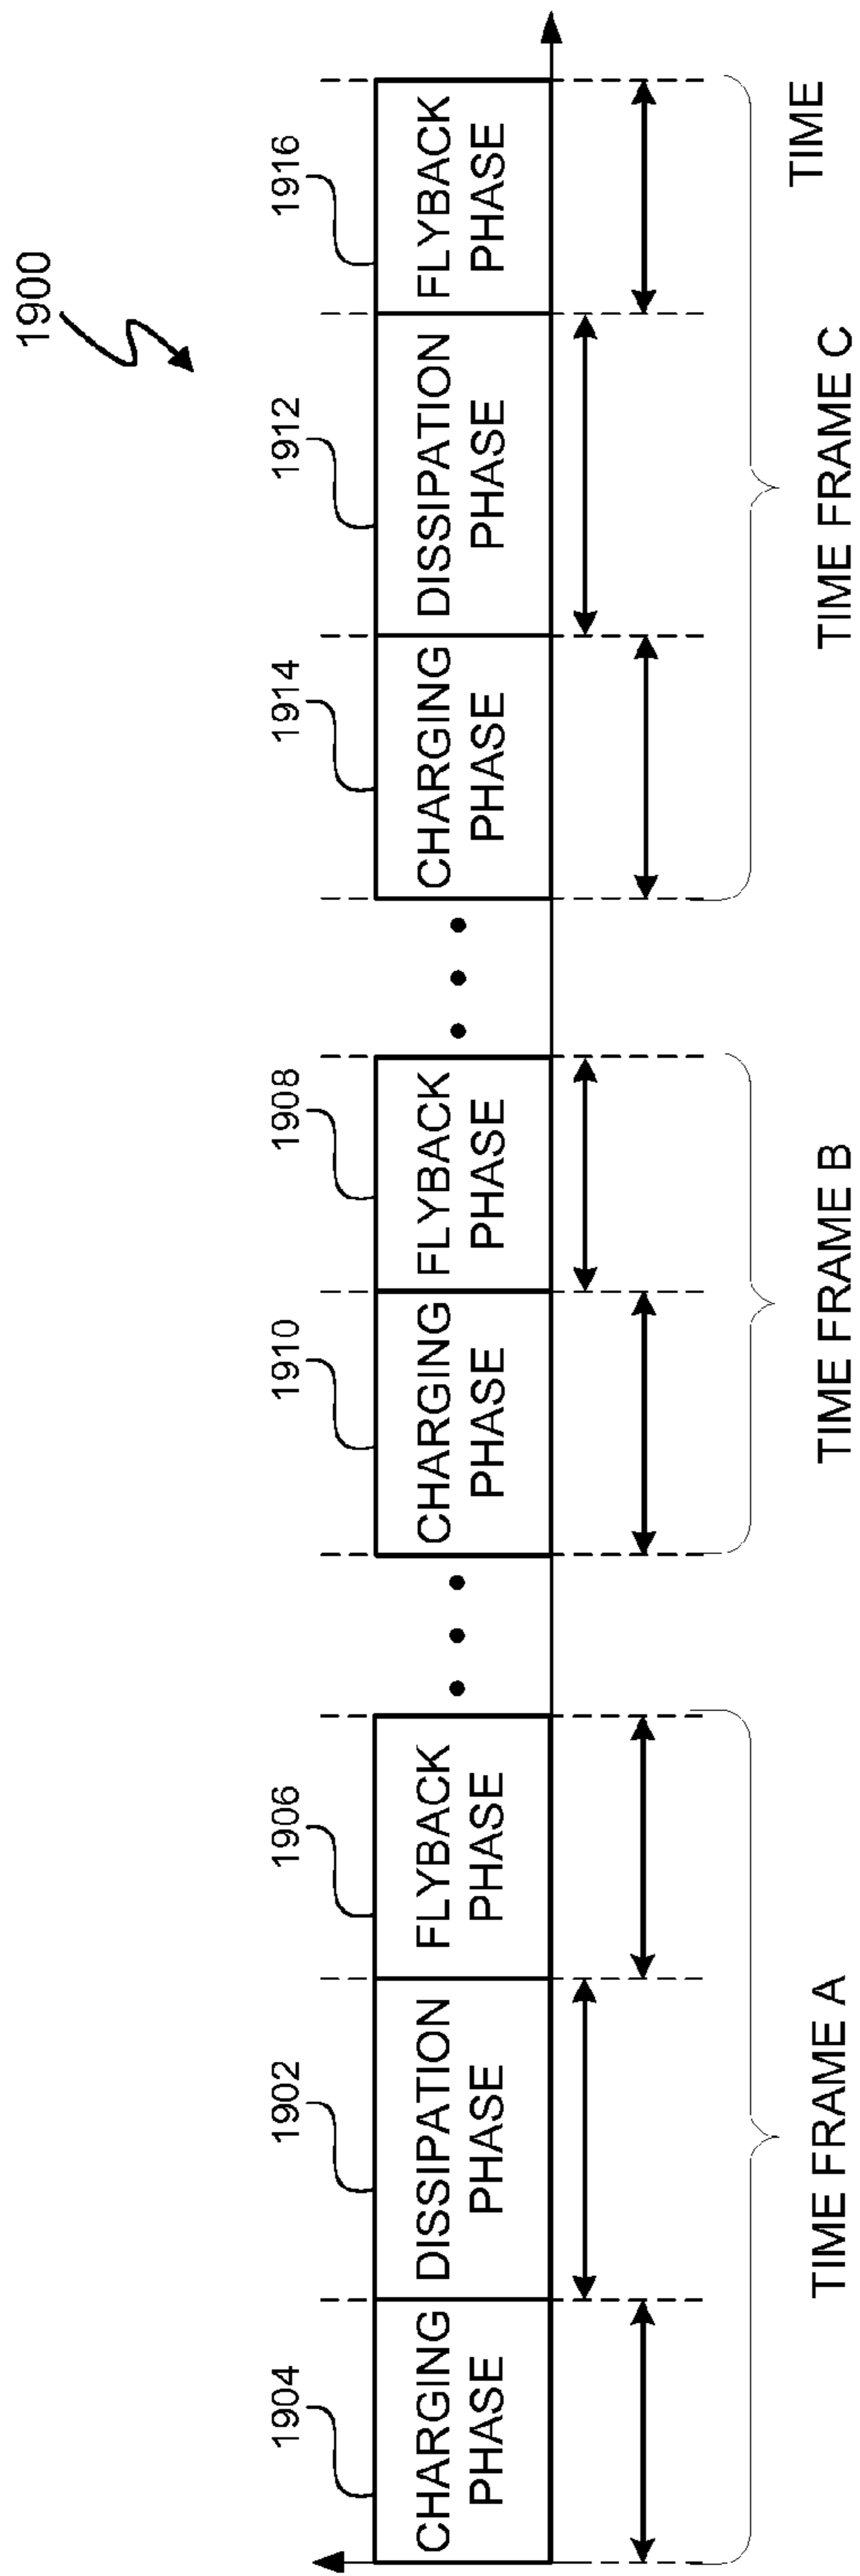 1900
1904
1902
1906
1910
1908
1914
1912
1916
CHARGING
PHASE
DISSIPATION
PHASE
FLYBACK
PHASE
CHARGING
PHASE
FLYBACK
PHASE
CHARGING
PHASE
DISSIPATION
PHASE
FLYBACK
PHASE
TIME
TIME FRAME A
TIME FRAME B
TIME FRAME C